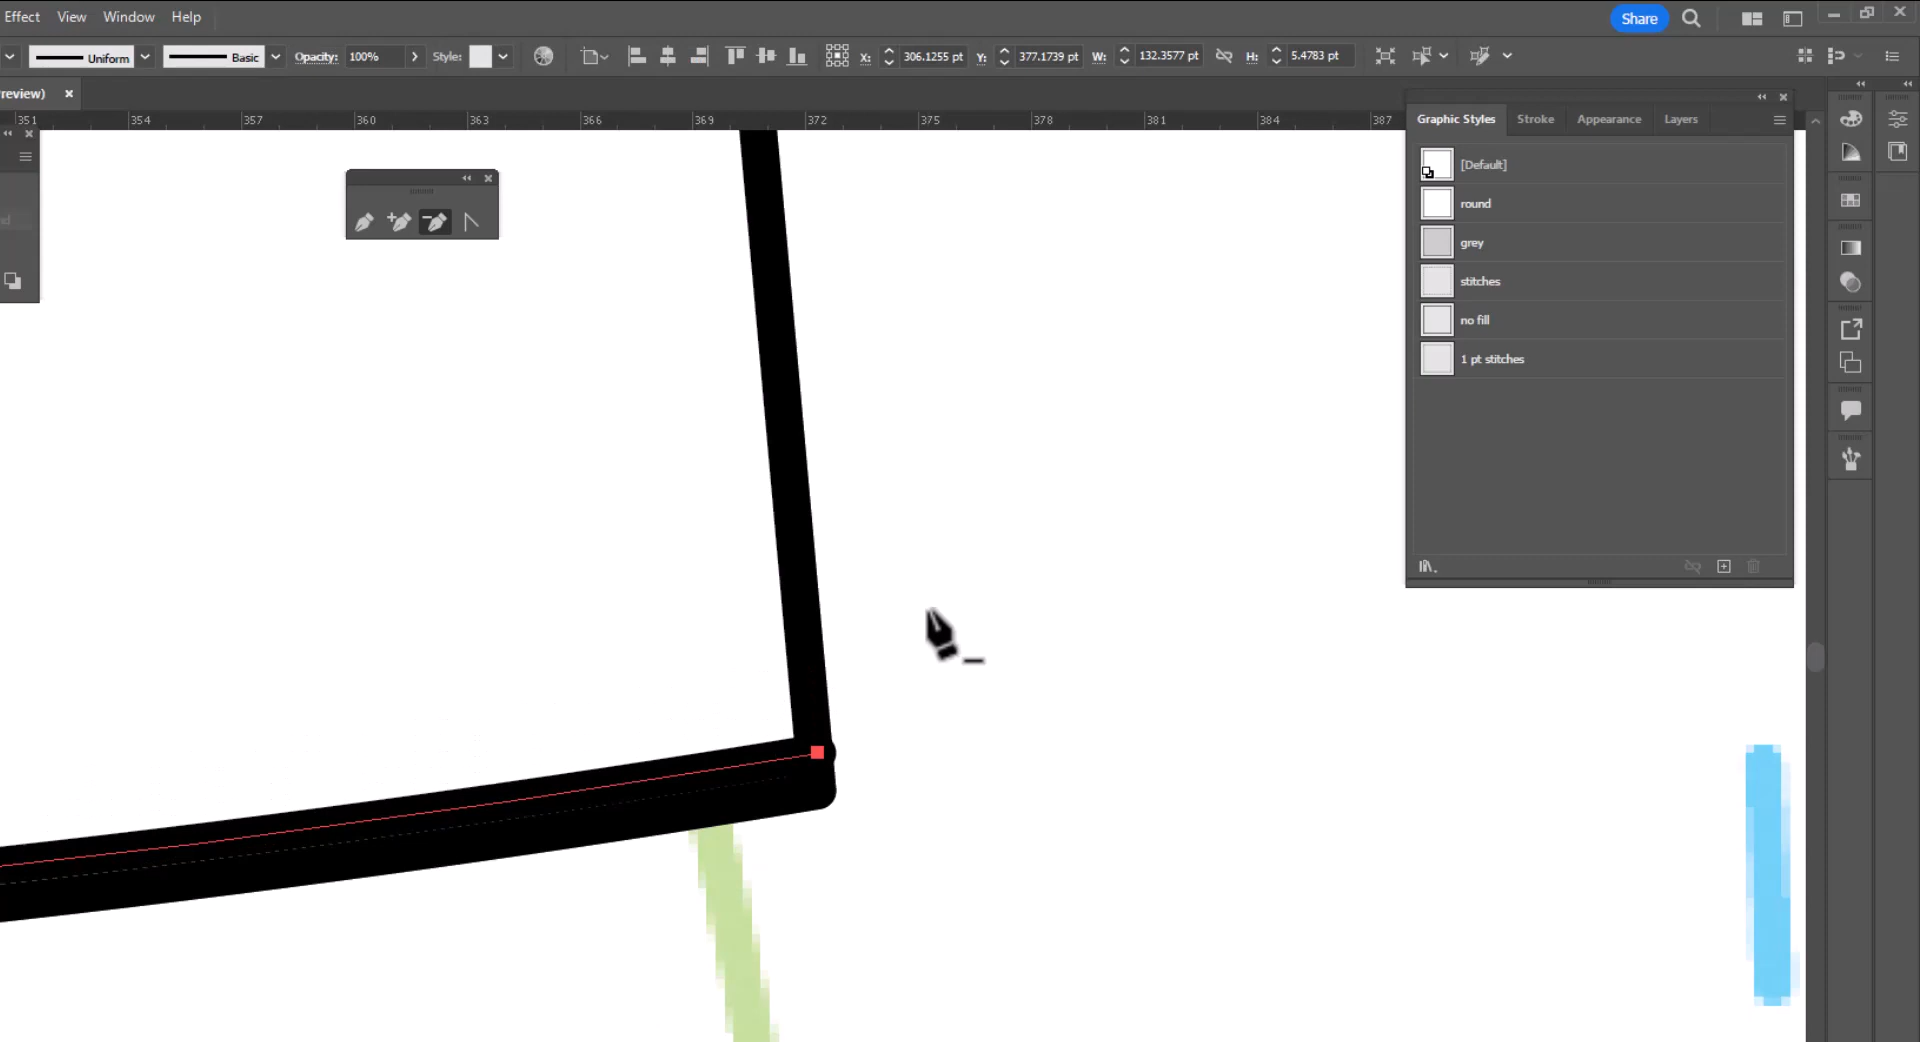 Effect View Window Help Share
Uniform Basic Opacity: 100% Style: X: 306.1255 pt Y: 377.1739 pt W: 132.3577 pt H: 5.4783 pt
review) ×
351 354 357 360 363 366 369 372 375 378 381 384 387
Graphic Styles Stroke Appearance Layers
[Default]
round
grey
stitches
no fill
1 pt stitches